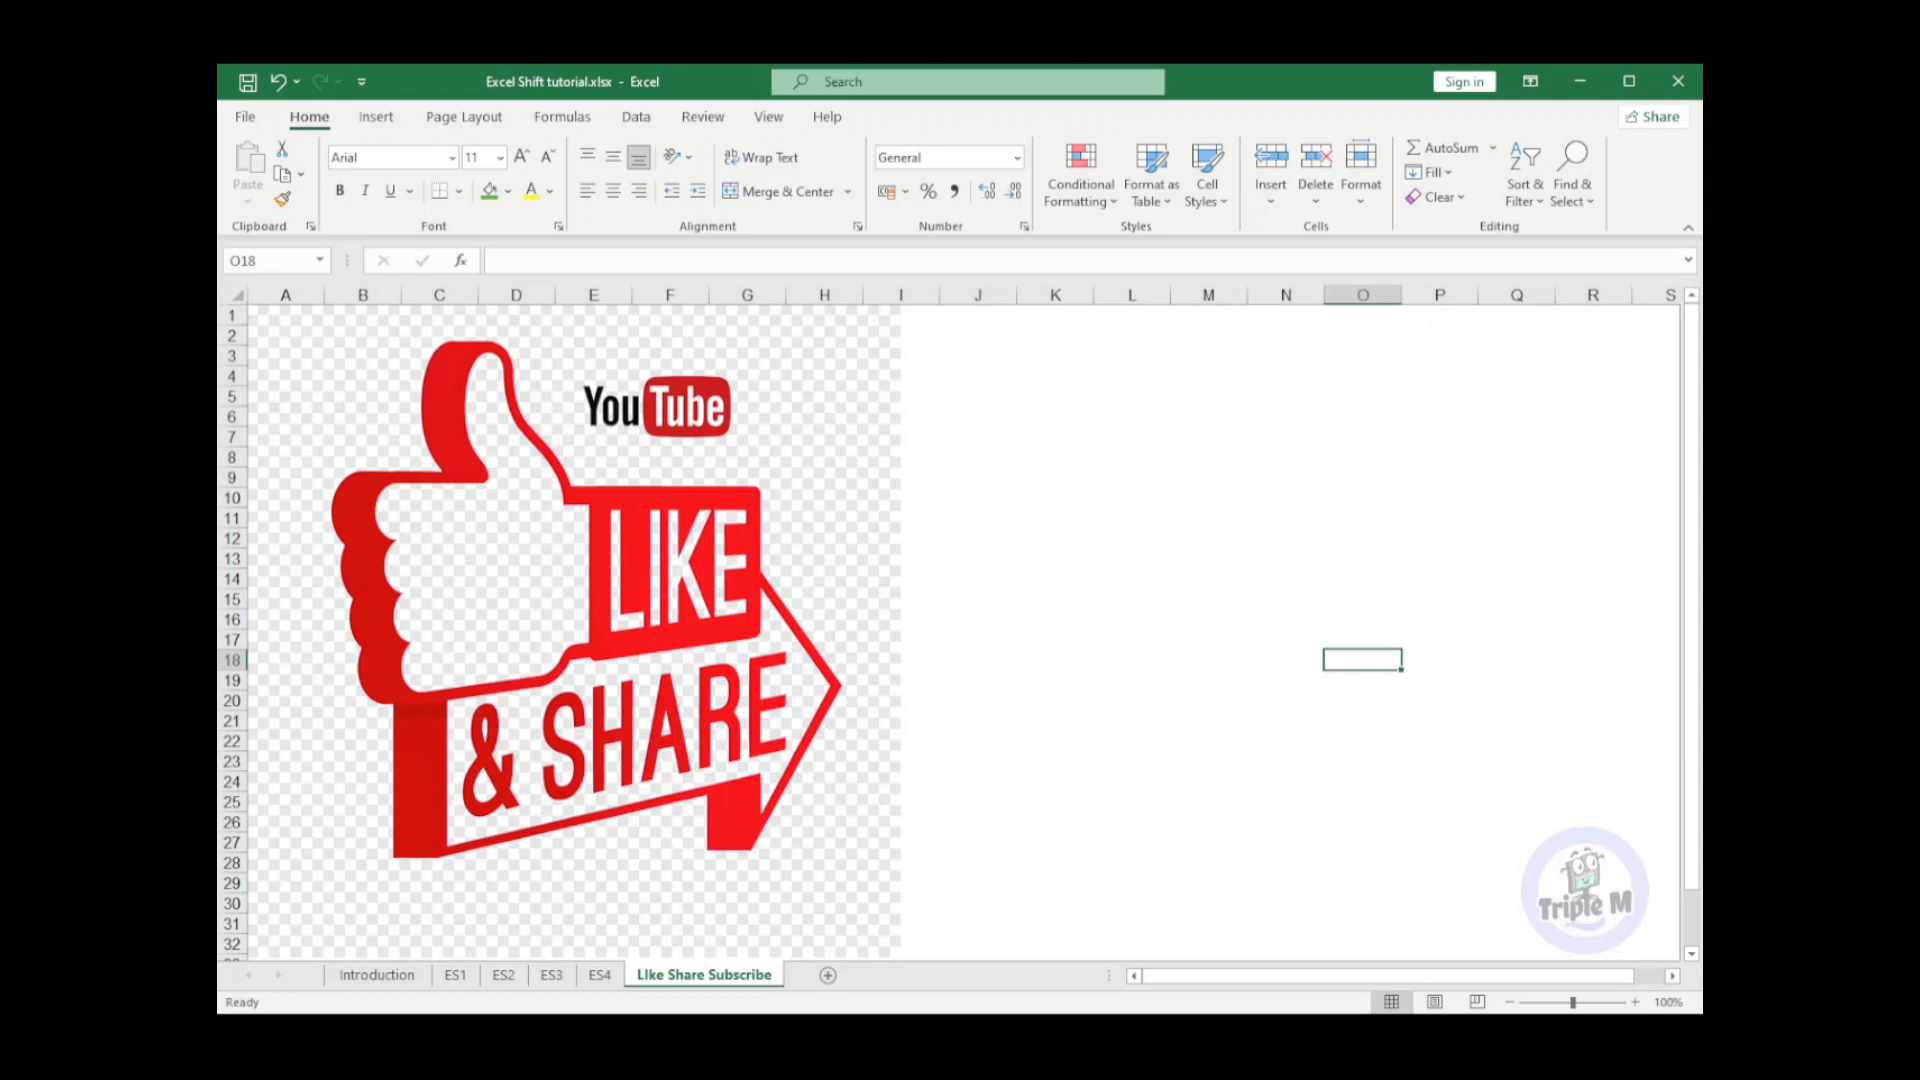 Excel Shift tutorial.xlsx - Excel
Search
Sign in
File Home Insert Page Layout Formulas Data Review View Help
Share
Paste
Clipboard
Arial 11
B I U A
Font
Wrap Text
Merge & Center
Alignment
General
%
Number
Conditional Formatting
Format as Table
Cell Styles
Styles
Insert Delete Format
Cells
AutoSum
Fill
Clear
Sort & Filter
Find & Select
Editing
O18
fx
A B C D E F G H I J K L M N O P Q R S
1
2
3
4
5
6
7
8
9
10
11
12
13
14
15
16
17
18
19
20
21
22
23
24
25
26
27
28
29
30
31
32
YouTube
LIKE
& SHARE
Triple M
Introduction ES1 ES2 ES3 ES4 LIke Share Subscribe
Ready
100%